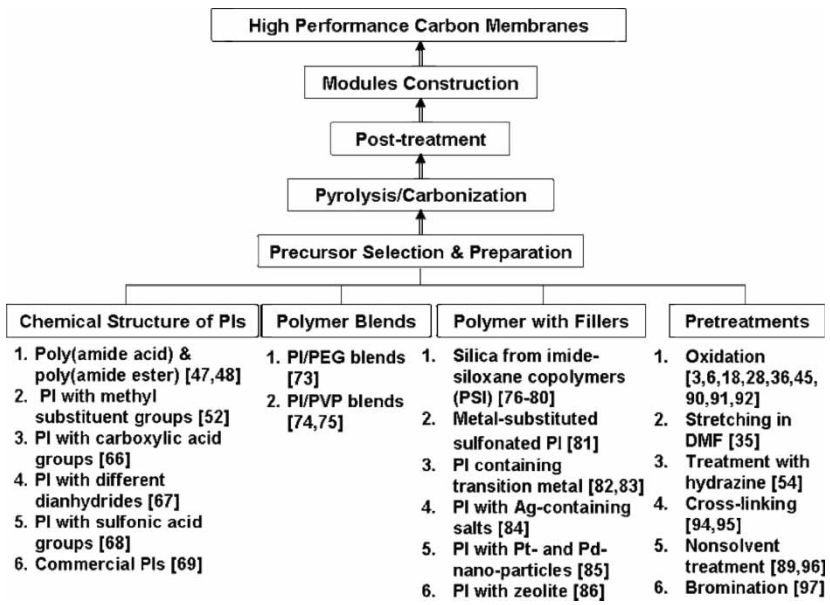 High Performance Carbon Membranes
Modules Construction
Post-treatment
Pyrolysis/Carbonization
Precursor Selection & Preparation
Chemical Structure of PIs
1. Poly(amide acid) &
poly(amide ester) [47,48]
2. PI with methyl
substituent groups [52]
3. PI with carboxylic acid
groups [66]
4. PI with different
dianhydrides [67]
5. PI with sulfonic acid
groups [68]
6. Commercial PIs [69]
Polymer Blends
1. PI/PEG blends
[73]
2. PI/PVP blends
[74,75]
Polymer with Fillers
1. Silica from imide-
siloxane copolymers
(PSI) [76-80]
2. Metal-substituted
sulfonated PI [81]
3. PI containing
transition metal [82,83]
4. PI with Ag-containing
salts [84]
5. PI with Pt- and Pd-
nano-particles [85]
6. PI with zeolite [86]
Pretreatments
1. Oxidation
[3,6,18,28,36,45,
90,91,92]
2. Stretching in
DMF [35]
3. Treatment with
hydrazine [54]
4. Cross-linking
[94,95]
5. Nonsolvent
treatment [89,96]
6. Bromination [97]